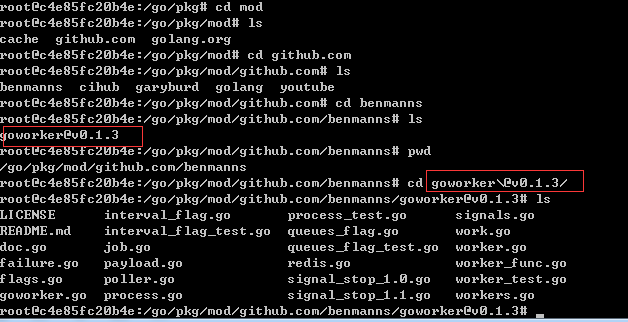 root@c4e85fc20b4e:/go/pkg# cd mod
root@c4e85fc20b4e:/go/pkg/mod# ls
cache  github.com  golang.org
root@c4e85fc20b4e:/go/pkg/mod# cd github.com
root@c4e85fc20b4e:/go/pkg/mod/github.com# ls
benmanns  cihub  garyburd  golang  youtube
root@c4e85fc20b4e:/go/pkg/mod/github.com# cd benmanns
root@c4e85fc20b4e:/go/pkg/mod/github.com/benmanns# ls
goworker@v0.1.3
root@c4e85fc20b4e:/go/pkg/mod/github.com/benmanns# pwd
/go/pkg/mod/github.com/benmanns
root@c4e85fc20b4e:/go/pkg/mod/github.com/benmanns# cd goworker\@v0.1.3/
root@c4e85fc20b4e:/go/pkg/mod/github.com/benmanns/goworker@v0.1.3# ls
LICENSE      interval_flag.go       process_test.go     signals.go
README.md    interval_flag_test.go  queues_flag.go      work.go
doc.go       job.go                 queues_flag_test.go  worker.go
failure.go   payload.go             redis.go            worker_func.go
flags.go     poller.go              signal_stop_1.0.go  worker_test.go
goworker.go  process.go             signal_stop_1.1.go  workers.go
root@c4e85fc20b4e:/go/pkg/mod/github.com/benmanns/goworker@v0.1.3#